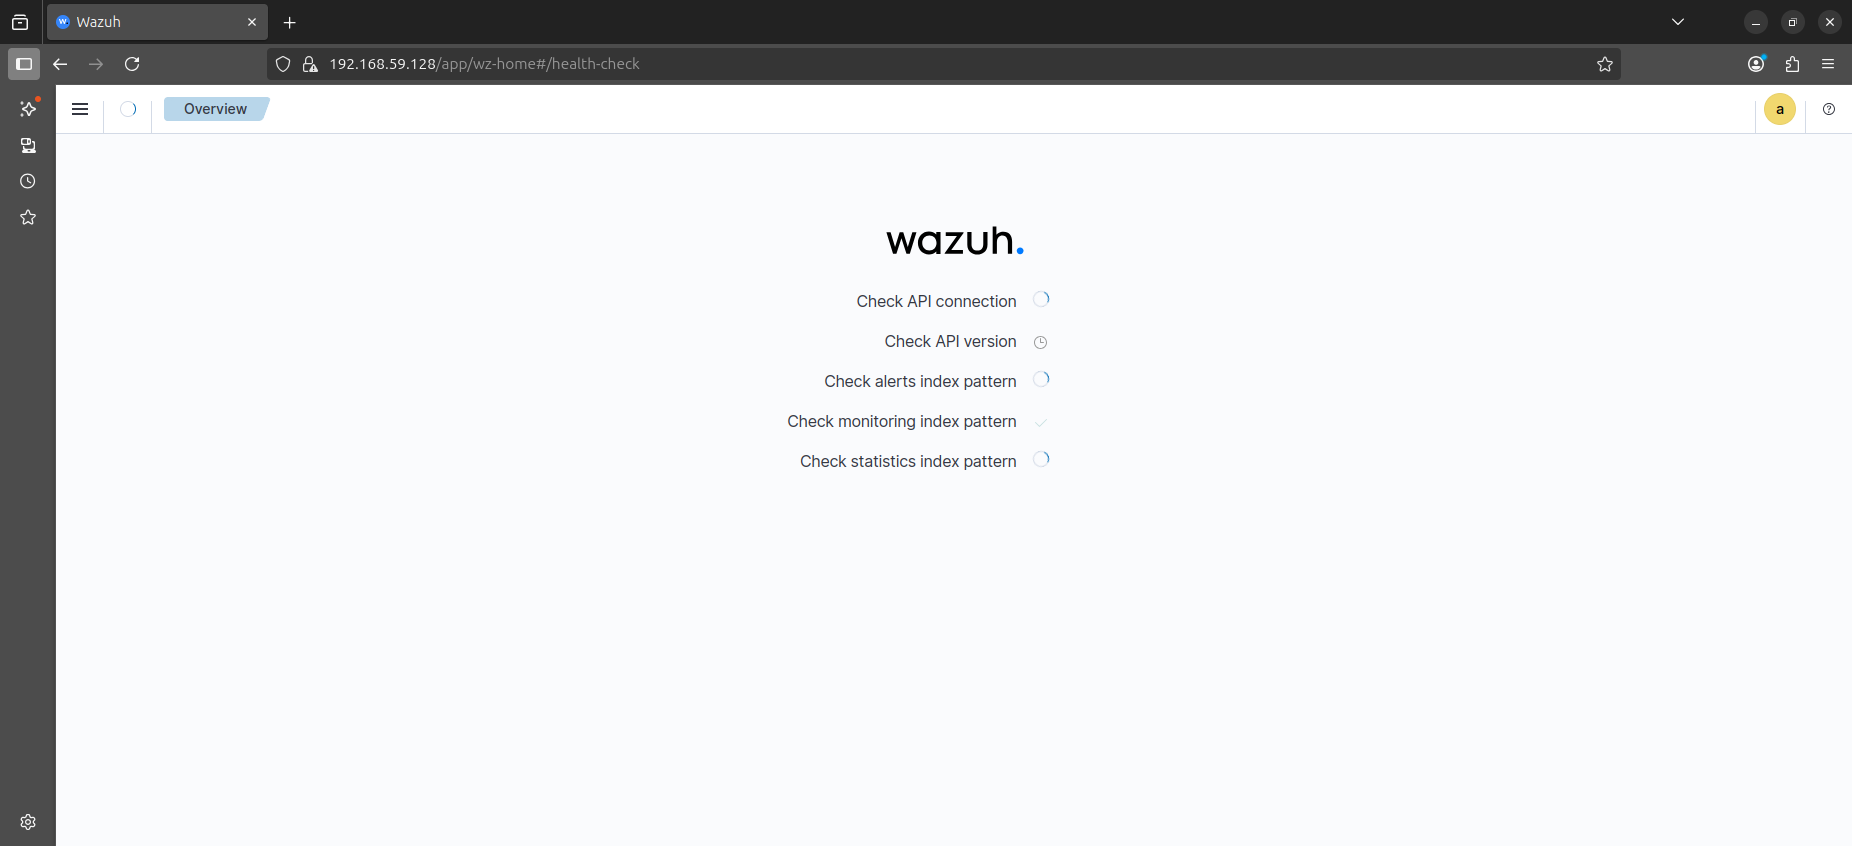 Wazuh
192.168.59.128/app/wz-home#/health-check
Overview
a
wazuh.
Check API connection
Check API version
Check alerts index pattern
Check monitoring index pattern
Check statistics index pattern